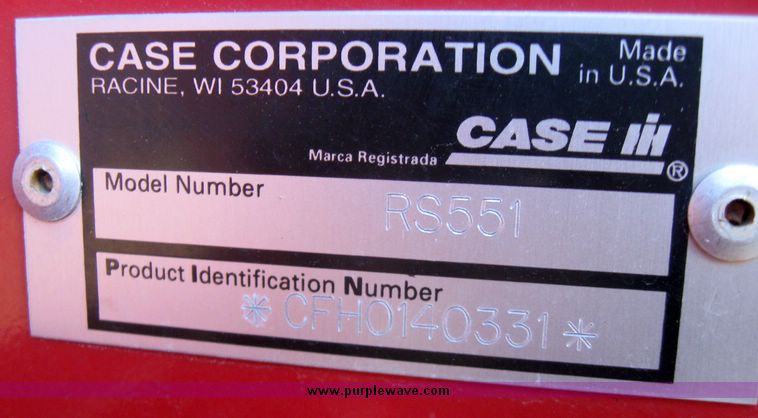 CASE CORPORATION
RACINE, WI 53404 U.S.A.
Made
in U.S.A.
Marca Registrada
CASE IH ®
Model Number
RS551
Product Identification Number
*CFH0140331*
www.purplewave.com